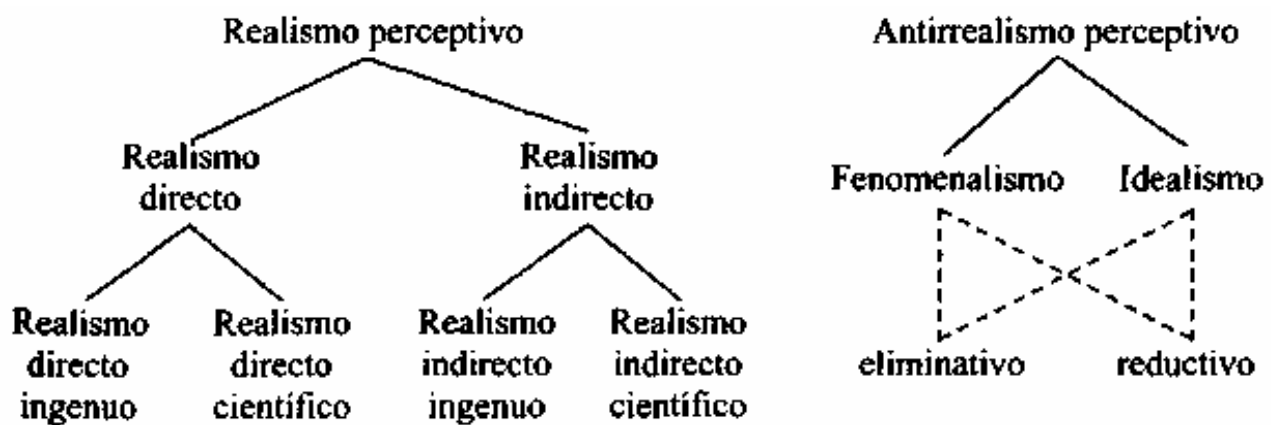 Realismo perceptivo
Antirrealismo perceptivo
Realismo
directo
Realismo
indirecto
Fenomenalismo
Idealismo
Realismo
directo
ingenuo
Realismo
directo
científico
Realismo
indirecto
ingenuo
Realismo
indirecto
científico
eliminativo
reductivo